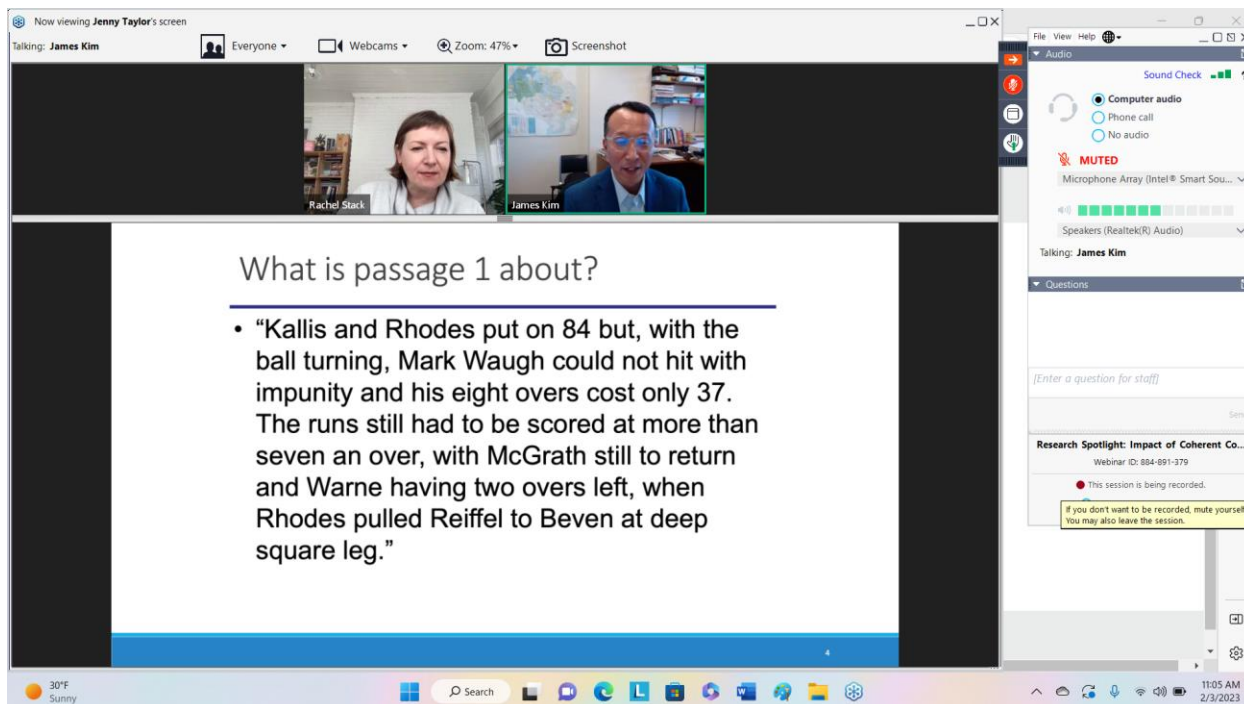 Now viewing Jenny Taylor's screen
Talking: James Kim
Everyone
Webcams
Zoom: 47%
Screenshot
Rachel Stack
James Kim
What is passage 1 about?
• “Kallis and Rhodes put on 84 but, with the
ball turning, Mark Waugh could not hit with
impunity and his eight overs cost only 37.
The runs still had to be scored at more than
seven an over, with McGrath still to return
and Warne having two overs left, when
Rhodes pulled Reiffel to Beven at deep
square leg.”
4
File View Help
Audio
Sound Check
Computer audio
Phone call
No audio
MUTED
Microphone Array (Intel® Smart Sou...
Speakers (Realtek(R) Audio)
Talking: James Kim
Questions
[Enter a question for staff]
Send
Research Spotlight: Impact of Coherent Co...
Webinar ID: 884-891-379
This session is being recorded.
If you don't want to be recorded, mute yourself
You may also leave the session.
30°F
Sunny
Search
11:05 AM
2/3/2023